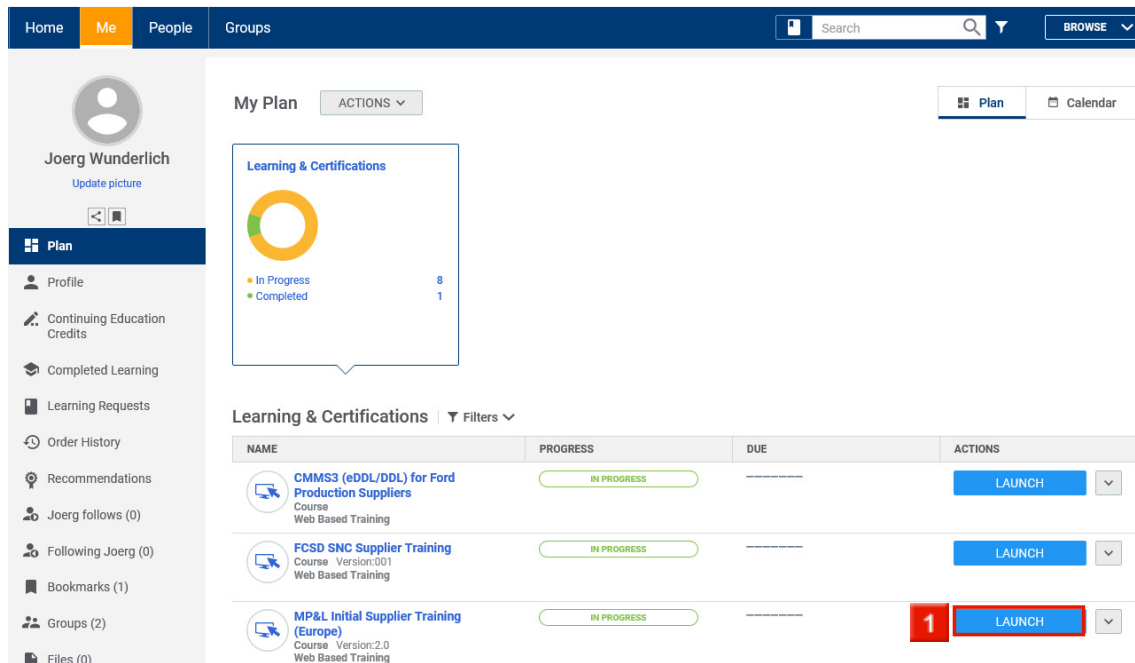 Home Me People Groups Search BROWSE
My Plan ACTIONS Plan Calendar
Joerg Wunderlich
Update picture
Plan
Profile
Continuing Education
Credits
Completed Learning
Learning Requests
Order History
Recommendations
Joerg follows (0)
Following Joerg (0)
Bookmarks (1)
Groups (2)
Files (0)
Learning & Certifications
In Progress 8
Completed 1
Learning & Certifications Filters
NAME PROGRESS DUE ACTIONS
CMMS3 (eDDL/DDL) for Ford
Production Suppliers
Course
Web Based Training
IN PROGRESS -------- LAUNCH
FCSD SNC Supplier Training
Course Version:001
Web Based Training
IN PROGRESS -------- LAUNCH
MP&L Initial Supplier Training
(Europe)
Course Version:2.0
Web Based Training
IN PROGRESS -------- 1 LAUNCH